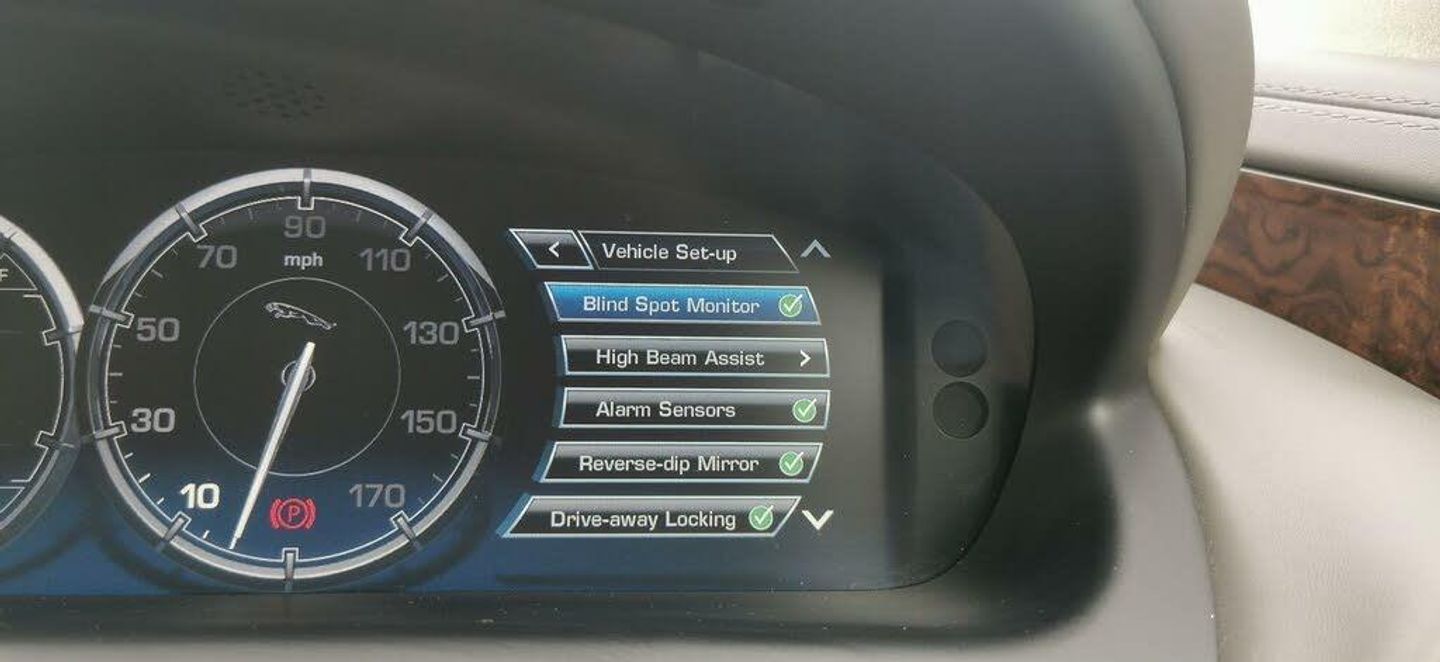 F
90
70
110
mph
50
130
30
150
10
170
P
Vehicle Set-up
Blind Spot Monitor
High Beam Assist
Alarm Sensors
Reverse-dip Mirror
Drive-away Locking